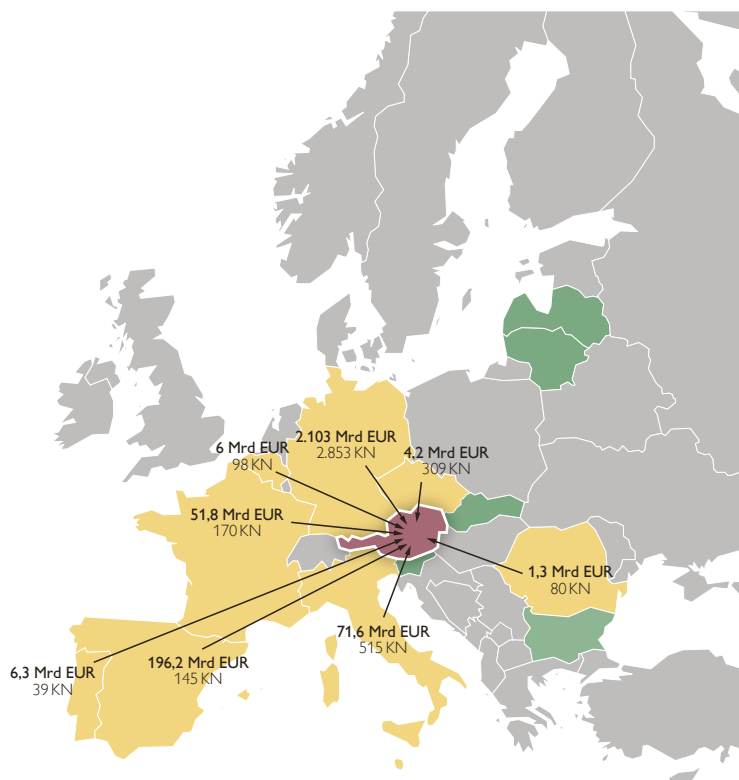 2.103 Mrd EUR
2.853 KN
6 Mrd EUR
98 KN
4,2 Mrd EUR
309 KN
51,8 Mrd EUR
170 KN
1,3 Mrd EUR
80 KN
71,6 Mrd EUR
515 KN
196,2 Mrd EUR
145 KN
6,3 Mrd EUR
39 KN